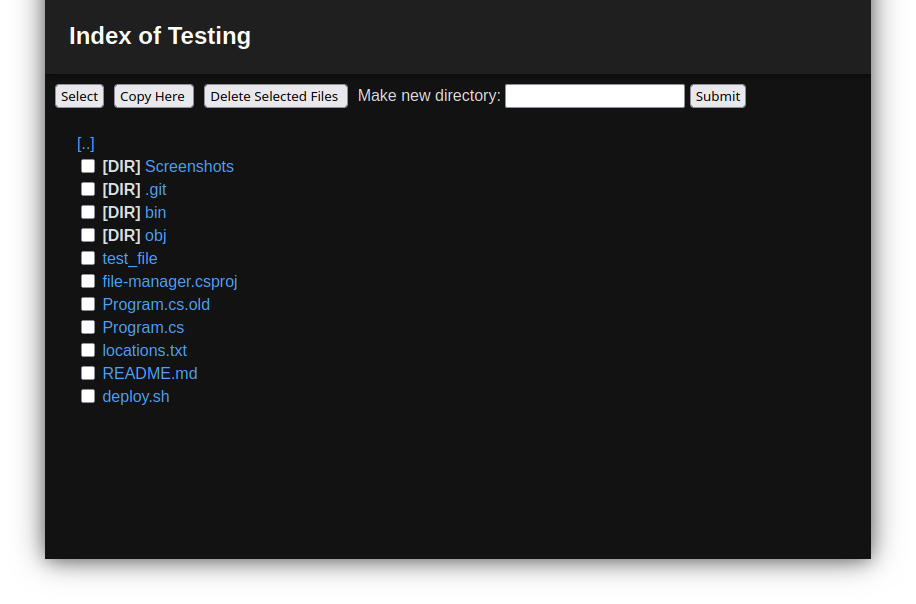 Index of Testing
Select Copy Here Delete Selected Files Make new directory: Submit
[..]
[DIR] Screenshots
[DIR] .git
[DIR] bin
[DIR] obj
test_file
file-manager.csproj
Program.cs.old
Program.cs
locations.txt
README.md
deploy.sh